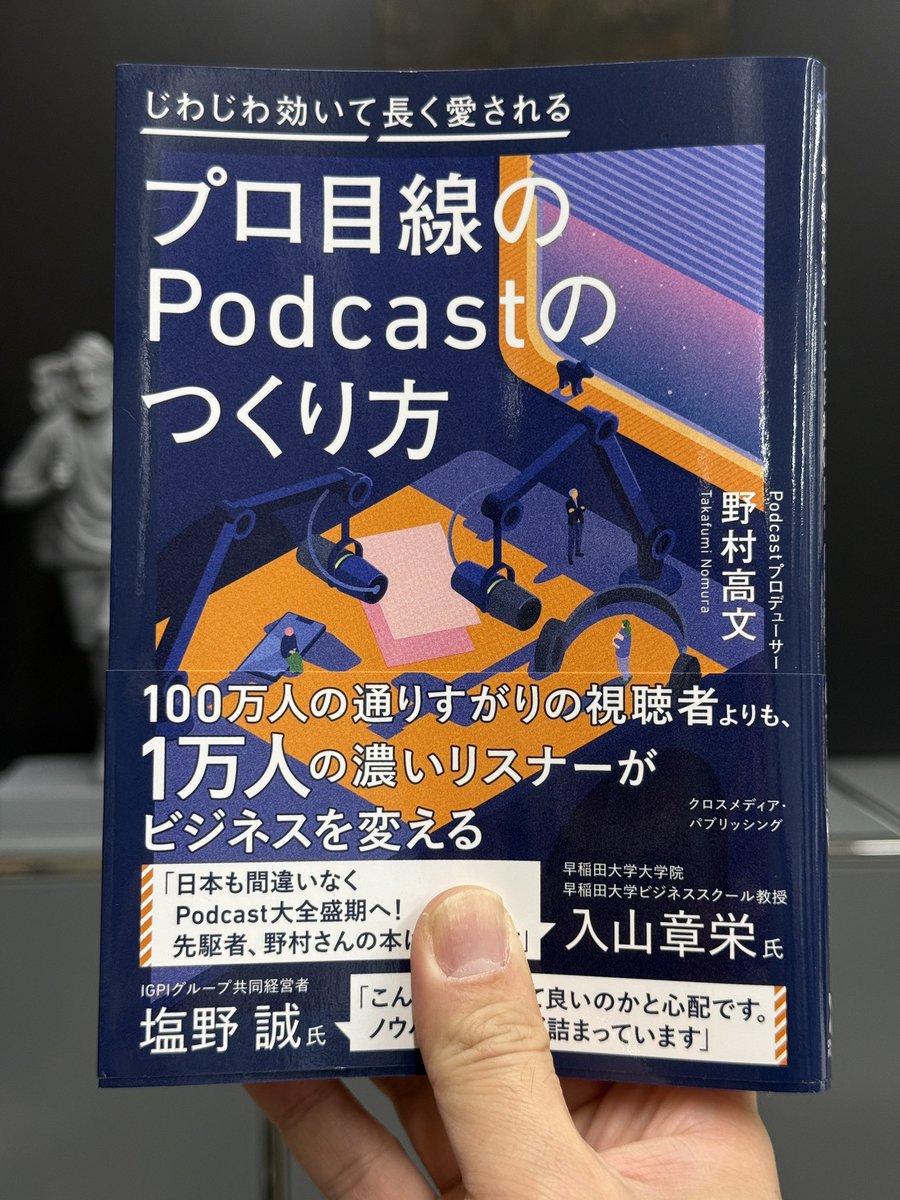 じわじわ効いて長く愛される
プロ目線の
Podcastの
つくり方
Podcastプロデューサー
野村高文
Takafumi Nomura
100万人の通りすがりの視聴者よりも、
1万人の濃いリスナーが
ビジネスを変える
クロスメディア・
パブリッシング
「日本も間違いなく
Podcast大全盛期へ!
先駆者、野村さんの本は
早稲田大学大学院
早稲田大学ビジネススクール教授
入山章栄氏
IGPIグループ共同経営者
塩野 誠氏
「こん て良いのかと心配です。
ノウハ 詰まっています」